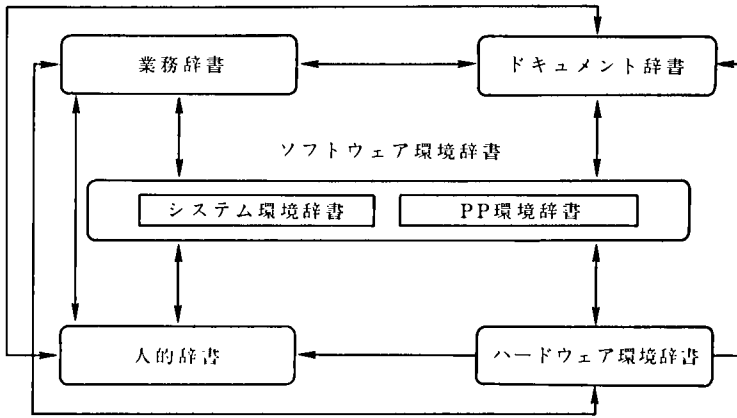 業務辞書
ドキュメント辞書
ソフトウェア環境辞書
システム環境辞書
PP環境辞書
人的辞書
ハードウェア環境辞書